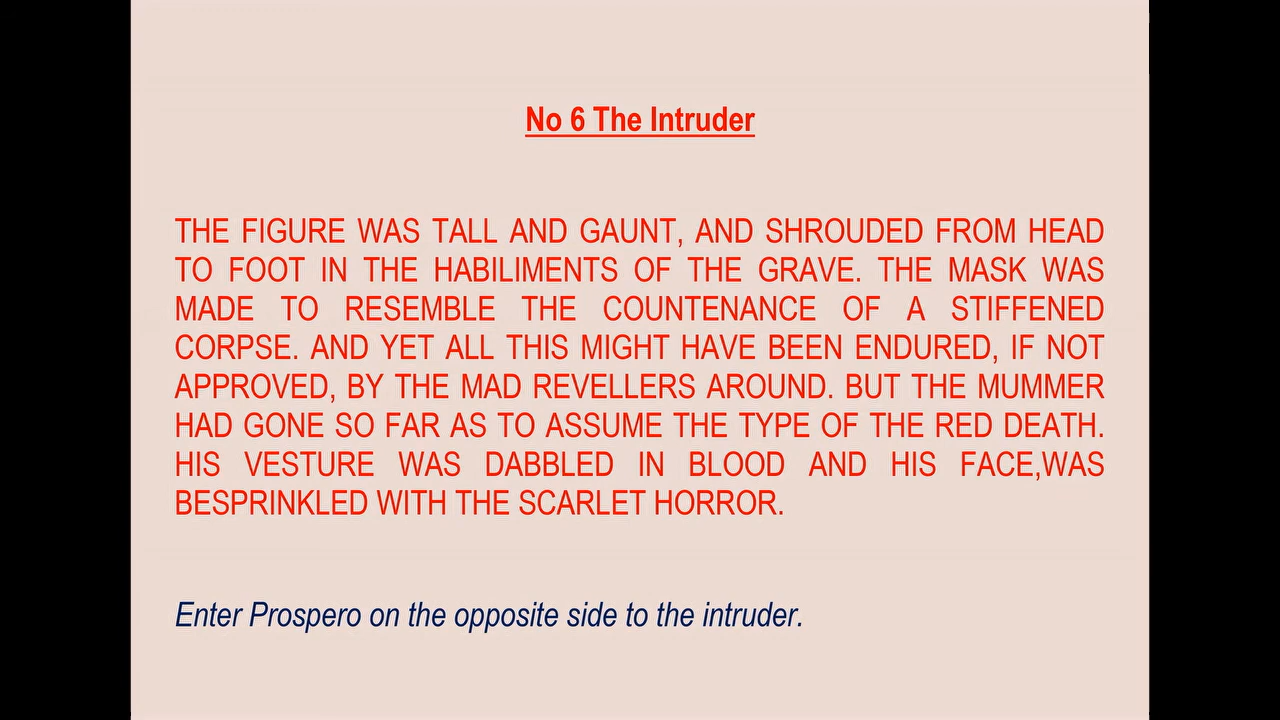 No 6 The Intruder
THE FIGURE WAS TALL AND GAUNT, AND SHROUDED FROM HEAD
TO FOOT IN THE HABILIMENTS OF THE GRAVE. THE MASK WAS
MADE TO RESEMBLE THE COUNTENANCE OF A STIFFENED
CORPSE. AND YET ALL THIS MIGHT HAVE BEEN ENDURED, IF NOT
APPROVED, BY THE MAD REVELLERS AROUND. BUT THE MUMMER
HAD GONE SO FAR AS TO ASSUME THE TYPE OF THE RED DEATH.
HIS VESTURE WAS DABBLED IN BLOOD AND HIS FACE,WAS
BESPRINKLED WITH THE SCARLET HORROR.
Enter Prospero on the opposite side to the intruder.